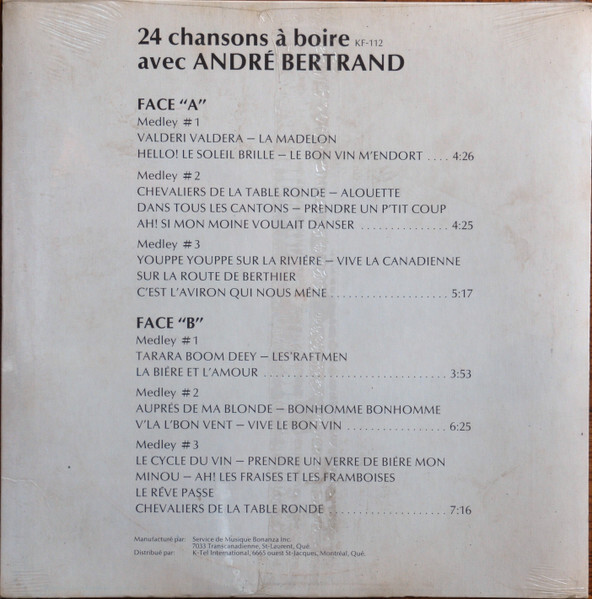 24 chansons à boire KF-112
avec ANDRÉ BERTRAND
FACE “A”
Medley #1
VALDERI VALDERA – LA MADELON
HELLO! LE SOLEIL BRILLE – LE BON VIN M'ENDORT .... 4:26
Medley #2
CHEVALIERS DE LA TABLE RONDE – ALOUETTE
DANS TOUS LES CANTONS – PRENDRE UN P'TIT COUP
AH! SI MON MOINE VOULAIT DANSER ............... 4:25
Medley #3
YOUPPE YOUPPE SUR LA RIVIÉRE – VIVE LA CANADIENNE
SUR LA ROUTE DE BERTHIER
C'EST L'AVIRON QUI NOUS MÉNE .................... 5:17
FACE “B”
Medley #1
TARARA BOOM DEEY – LES'RAFTMEN
LA BIÉRE ET L'AMOUR ................................ 3:53
Medley #2
AUPRÉS DE MA BLONDE – BONHOMME BONHOMME
V'LA L'BON VENT – VIVE LE BON VIN .................. 6:25
Medley #3
LE CYCLE DU VIN – PRENDRE UN VERRE DE BIÉRE MON
MINOU – AH! LES FRAISES ET LES FRAMBOISES
LE RÉVE PASSE
CHEVALIERS DE LA TABLE RONDE ..................... 7:16
Manufacturé par: Service de Musique Bonanza Inc.
7033 Transcanadienne, St-Laurent, Qué.
Distribué par: K-Tel International, 6665 ouest St-Jacques, Montréal, Qué.